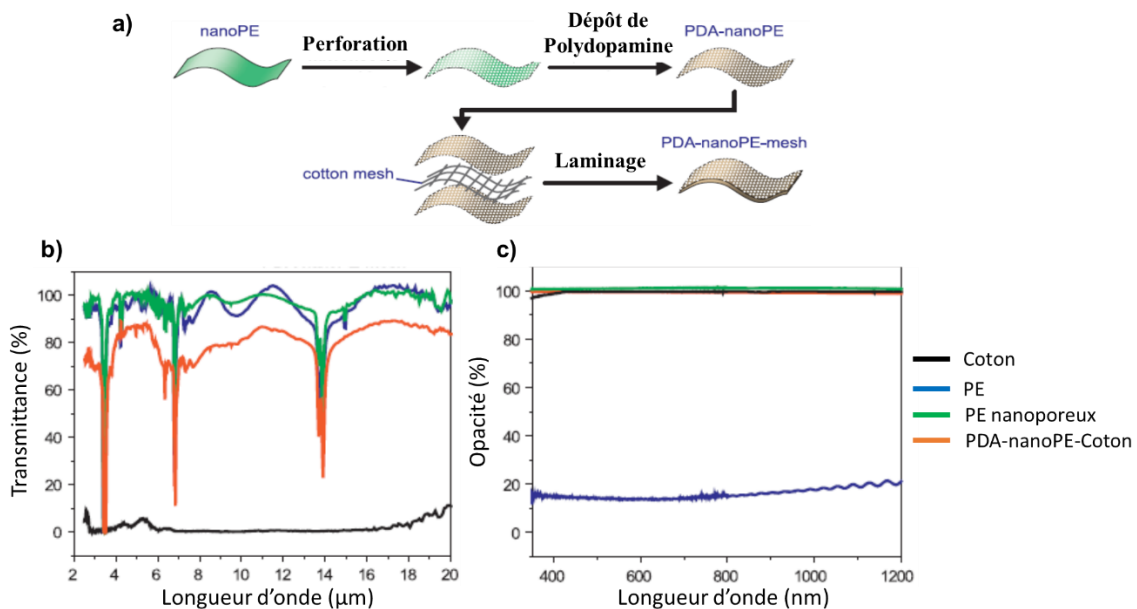 a)
nanoPE
Perforation
Dépôt de
Polydopamine
PDA-nanoPE
cotton mesh
Laminage
PDA-nanoPE-mesh
b)
Transmittance (%)
100
80
60
40
20
0
2 4 6 8 10 12 14 16 18 20
Longueur d'onde (µm)
c)
Opacité (%)
100
80
60
40
20
0
400 600 800 1000 1200
Longueur d'onde (nm)
Coton
PE
PE nanoporeux
PDA-nanoPE-Coton